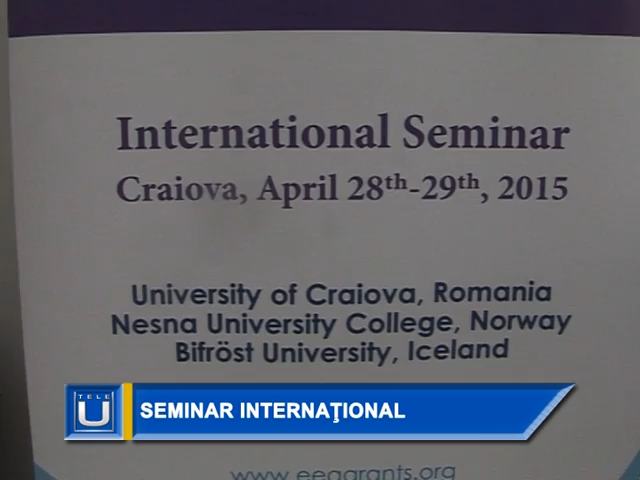 International Seminar
Craiova, April 28th-29th, 2015
University of Craiova, Romania
Nesna University College, Norway
Bifröst University, Iceland
TELE
U
SEMINAR INTERNAŢIONAL
www.eeagrants.org